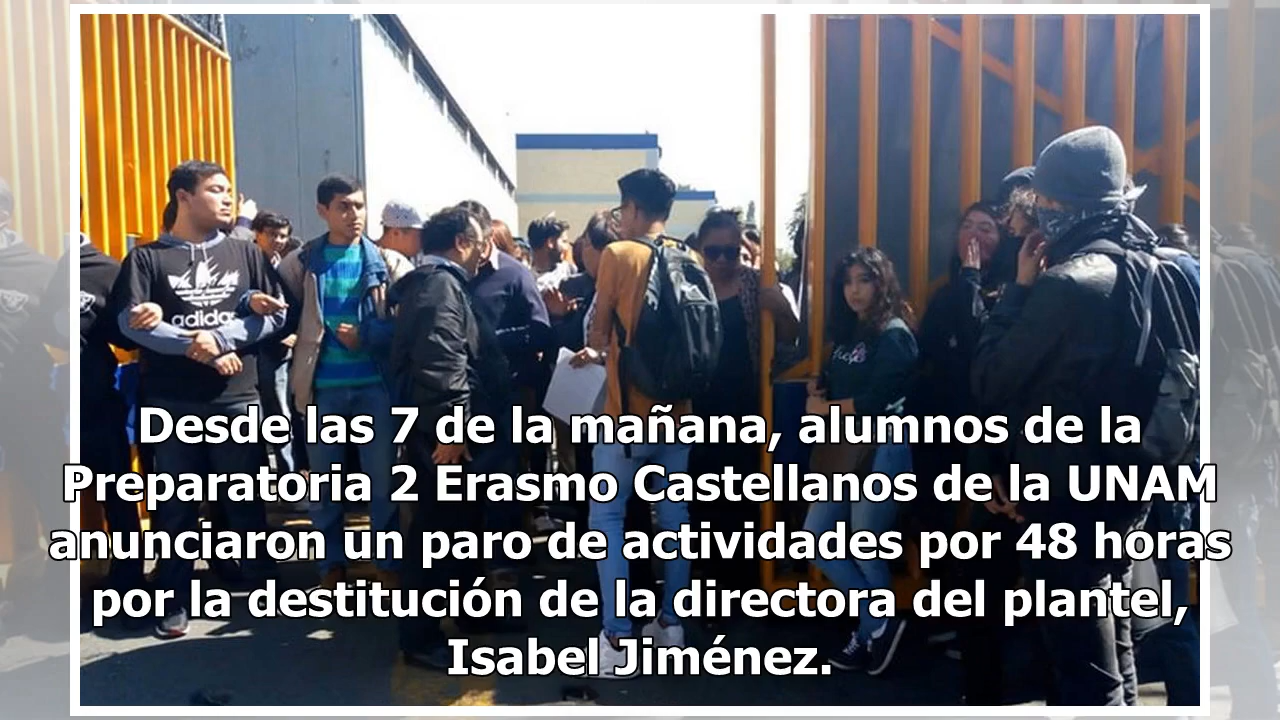 adidas
Desde las 7 de la mañana, alumnos de la
Preparatoria 2 Erasmo Castellanos de la UNAM
anunciaron un paro de actividades por 48 horas
por la destitución de la directora del plantel,
Isabel Jiménez.